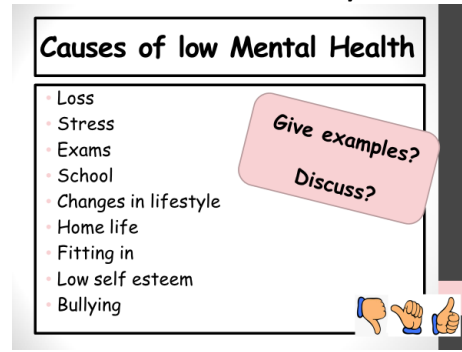 Causes of low Mental Health
• Loss
• Stress
• Exams
• School
• Changes in lifestyle
• Home life
• Fitting in
• Low self esteem
• Bullying
Give examples?
Discuss?